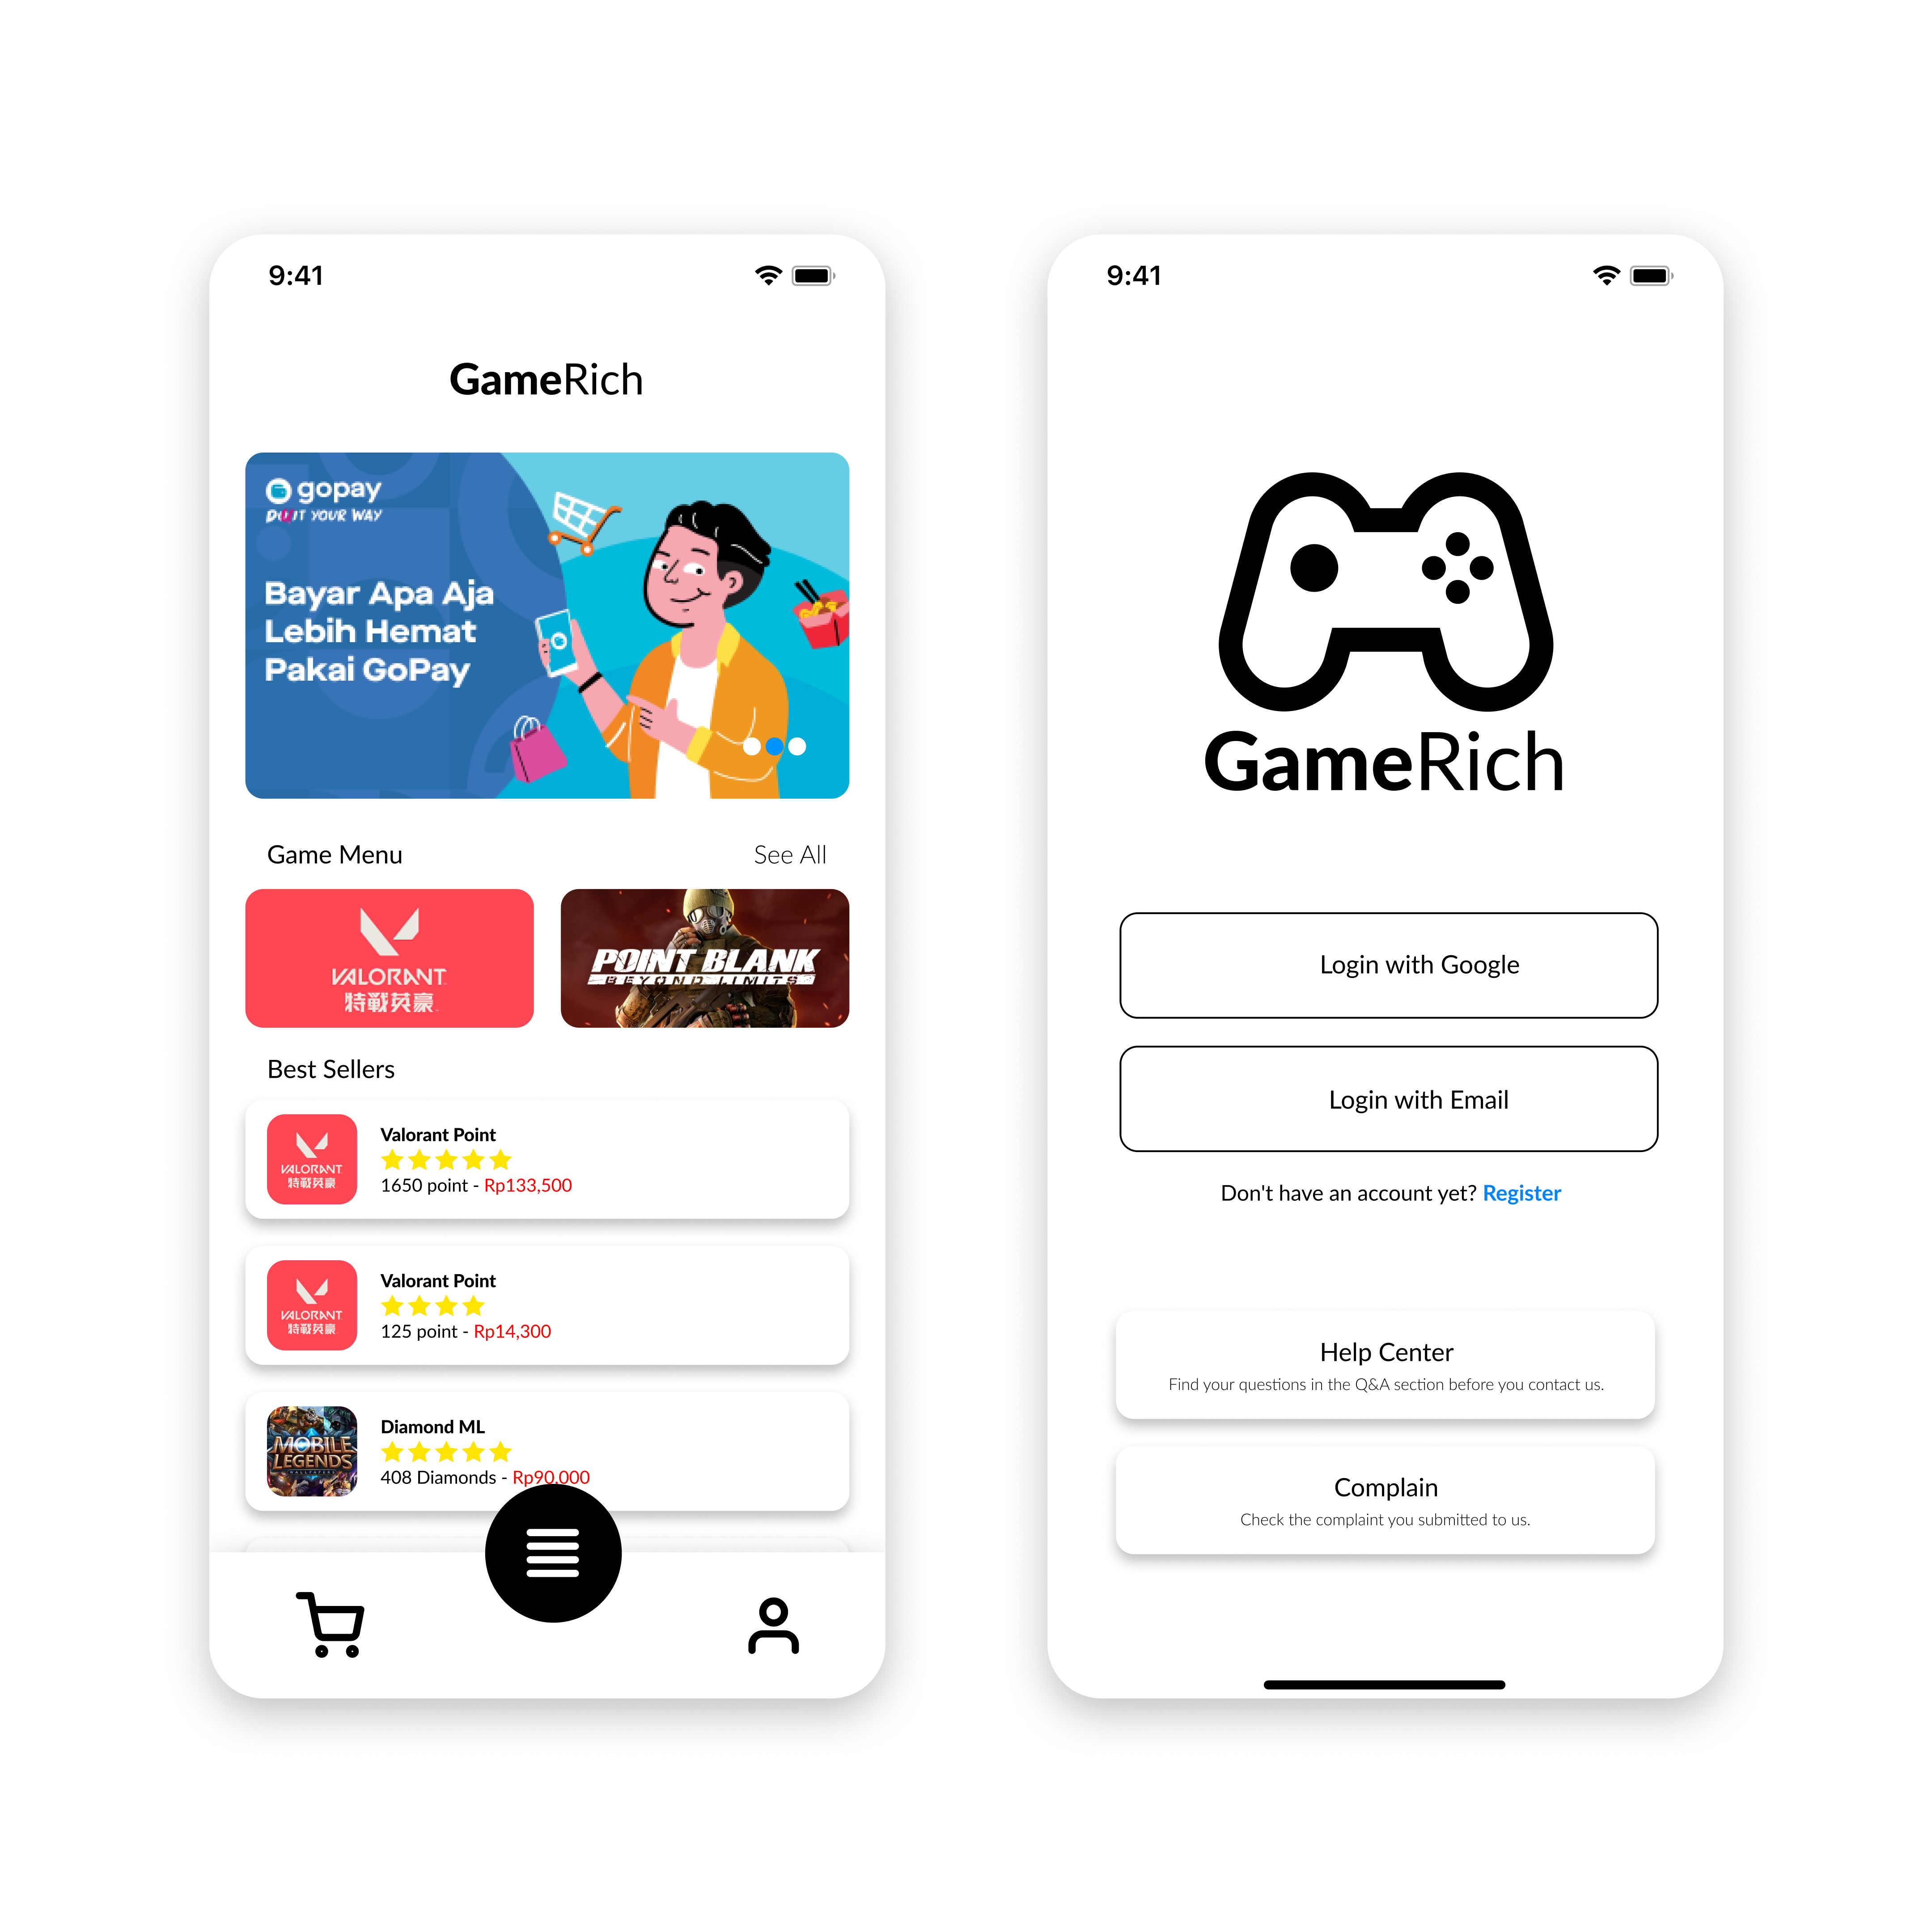 9:41
GameRich
gopay
DO IT YOUR WAY
Bayar Apa Aja
Lebih Hemat
Pakai GoPay
Game Menu
See All
VALORANT
特戰英豪
POINT BLANK
BEYOND LIMITS
Best Sellers
VALORANT
特戰英豪
Valorant Point
1650 point - Rp133,500
VALORANT
特戰英豪
Valorant Point
125 point - Rp14,300
MOBILE
LEGENDS
Diamond ML
408 Diamonds - Rp90,000
9:41
GameRich
Login with Google
Login with Email
Don't have an account yet? Register
Help Center
Find your questions in the Q&A section before you contact us.
Complain
Check the complaint you submitted to us.